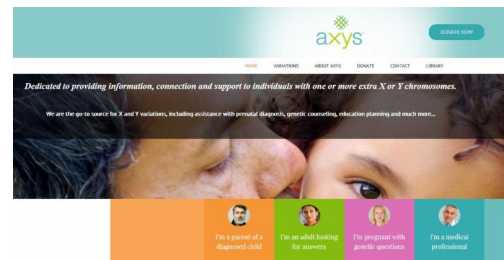 axys
DONATE NOW
HOME VARIATIONS ABOUT AXYS DONATE CONTACT LIBRARY
Dedicated to providing information, connection and support to individuals with one or more extra X or Y chromosomes.
We are the go-to source for X and Y variations, including assistance with prenatal diagnosis, genetic counseling, education planning and much more...
I'm a parent of a
diagnosed child
I'm an adult looking
for answers
I'm pregnant with
genetic questions
I'm a medical
professional